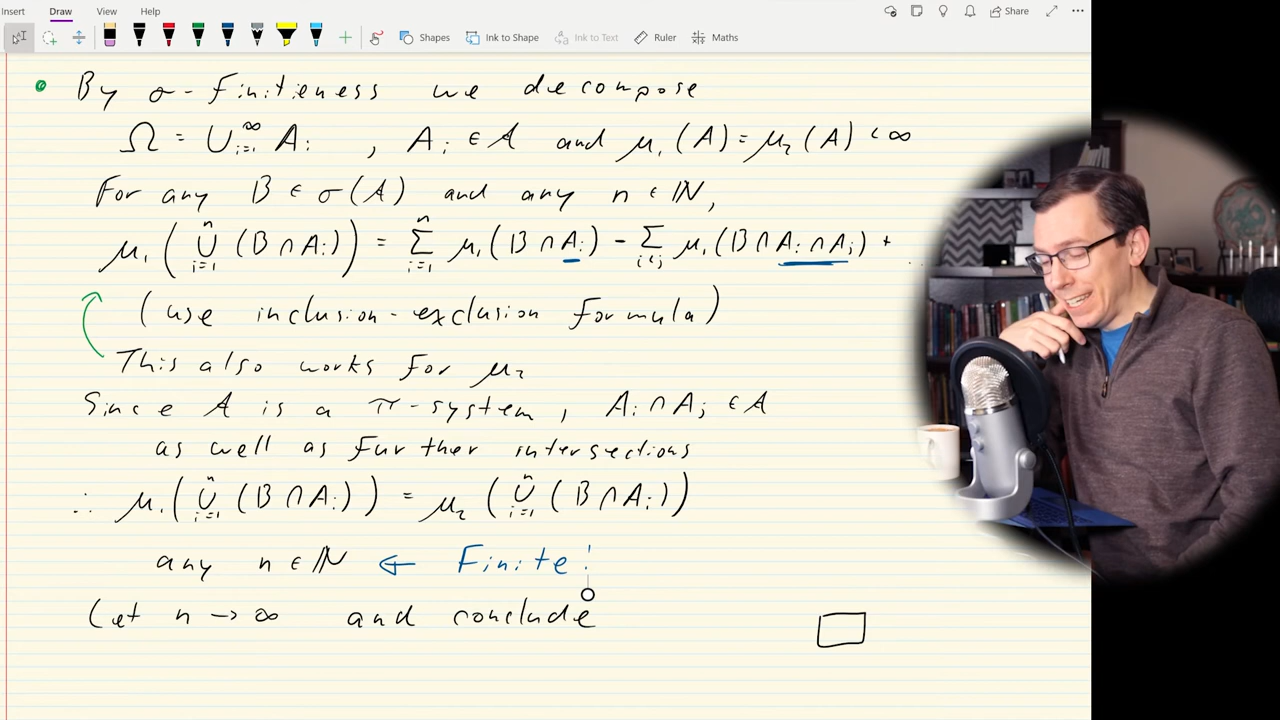 Insert Draw View Help Share
Shapes Ink to Shape Ink to Text Ruler Maths
• By σ-finitieness we decompose
Ω = ∪_{i=1}^∞ A_i , A_i ∈ A and μ_1(A) = μ_2(A) < ∞
For any B ∈ σ(A) and any n ∈ ℕ,
μ_1(∪_{i=1}^n (B ∩ A_i)) = Σ_{i=1}^n μ_1(B ∩ A_i) - Σ_{i<j} μ_1(B ∩ A_i ∩ A_j) + ...
(use inclusion-exclusion formula)
This also works for μ_2
Since A is a π-system, A_i ∩ A_j ∈ A
as well as further intersections
∴ μ_1(∪_{i=1}^n (B ∩ A_i)) = μ_2(∪_{i=1}^n (B ∩ A_i))
any n ∈ ℕ ← Finite!
Let n → ∞ and conclude □